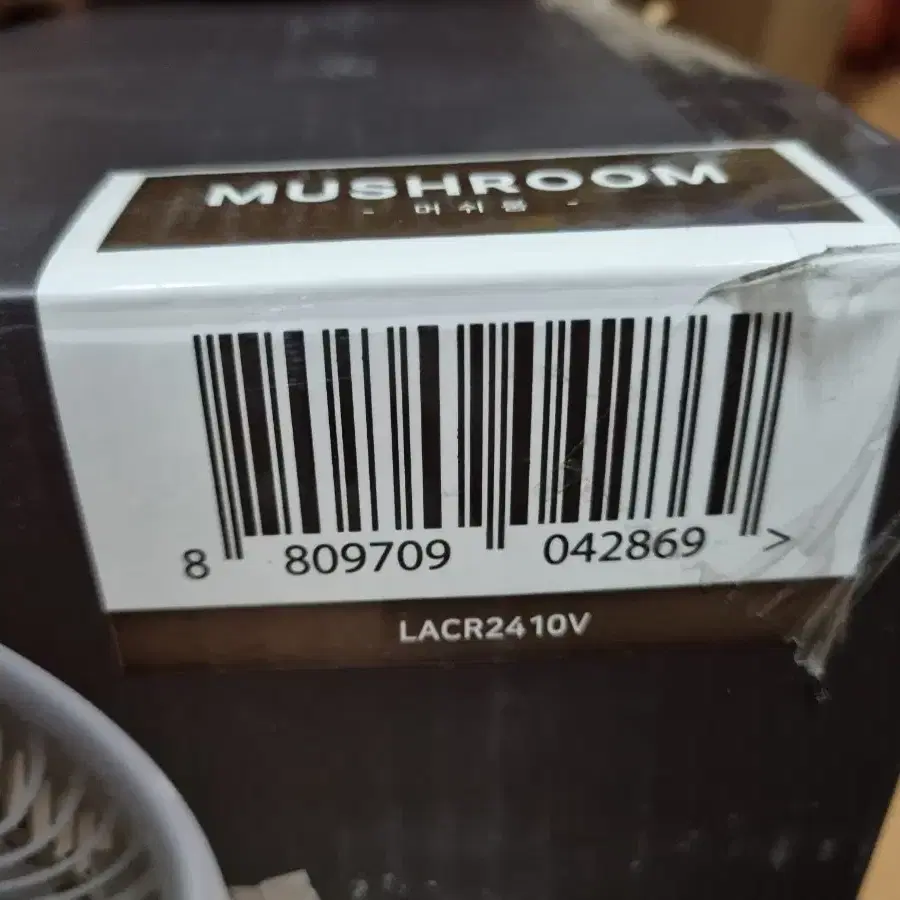 MUSHROOM
- 머쉬룸 -
8 809709 042869 >
LACR2410V